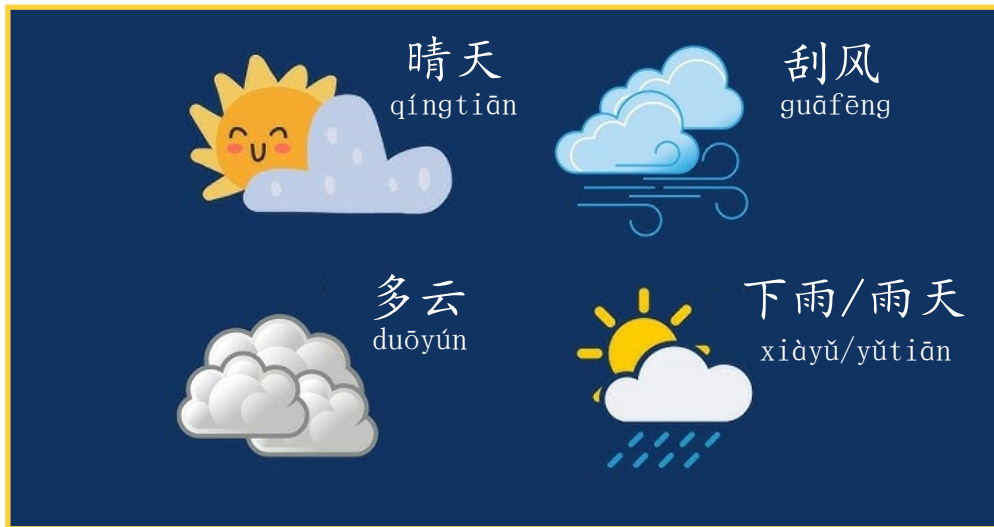 晴天
qíngtiān
刮风
guāfēng
多云
duōyún
下雨/雨天
xiàyǔ/yǔtiān